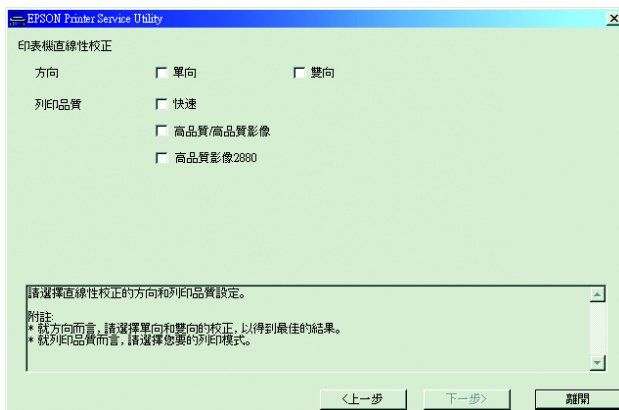 EPSON Printer Service Utility
印表機直線性校正
方向 單向 雙向
列印品質 快速
高品質/高品質影像
高品質影像2880
請選擇直線性校正的方向和列印品質設定。
附註:
* 就方向而言,請選擇單向和雙向的校正,以得到最佳的結果。
* 就列印品質而言,請選擇您要的列印模式。
<上一步 下一步> 離開